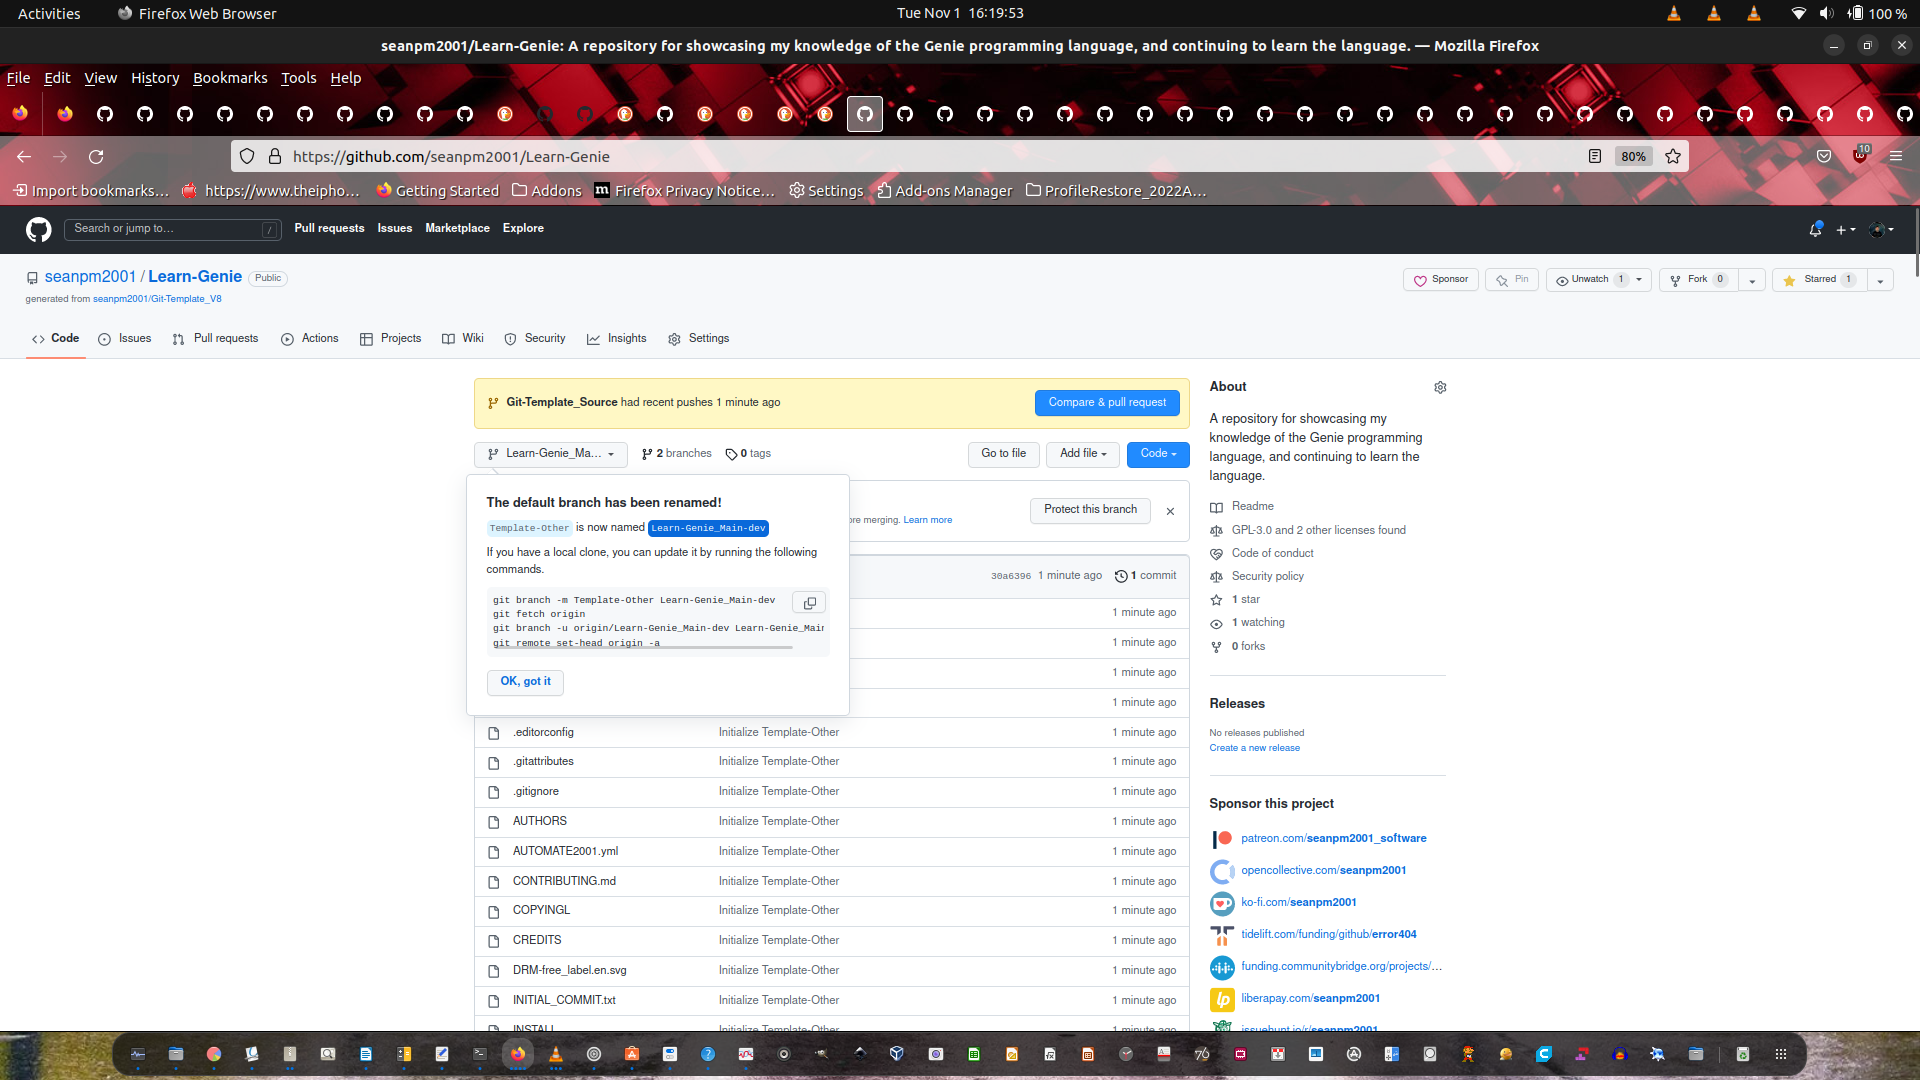 Activities
Firefox Web Browser
Tue Nov 1 16:19:53
100 %
seanpm2001/Learn-Genie: A repository for showcasing my knowledge of the Genie programming language, and continuing to learn the language. — Mozilla Firefox
File Edit View History Bookmarks Tools Help
https://github.com/seanpm2001/Learn-Genie
80%
10
Import bookmarks…
https://www.theipho…
Getting Started
Addons
Firefox Privacy Notice…
Settings
Add-ons Manager
ProfileRestore_2022A…
Search or jump to…
/
Pull requests Issues Marketplace Explore
seanpm2001 / Learn-Genie Public
generated from seanpm2001/Git-Template_V8
Sponsor
Pin
Unwatch 1
Fork 0
Starred 1
Code
Issues
Pull requests
Actions
Projects
Wiki
Security
Insights
Settings
Git-Template_Source had recent pushes 1 minute ago
Compare & pull request
Learn-Genie_Ma…
2 branches
0 tags
Go to file
Add file
Code
The default branch has been renamed!
Template-Other is now named Learn-Genie_Main-dev
If you have a local clone, you can update it by running the following
commands.
git branch -m Template-Other Learn-Genie_Main-dev
git fetch origin
git branch -u origin/Learn-Genie_Main-dev Learn-Genie_Main
git remote set-head origin -a
OK, got it
Protect this branch
ore merging. Learn more
30a6396 1 minute ago 1 commit
1 minute ago
1 minute ago
1 minute ago
1 minute ago
.editorconfig Initialize Template-Other 1 minute ago
.gitattributes Initialize Template-Other 1 minute ago
.gitignore Initialize Template-Other 1 minute ago
AUTHORS Initialize Template-Other 1 minute ago
AUTOMATE2001.yml Initialize Template-Other 1 minute ago
CONTRIBUTING.md Initialize Template-Other 1 minute ago
COPYINGL Initialize Template-Other 1 minute ago
CREDITS Initialize Template-Other 1 minute ago
DRM-free_label.en.svg Initialize Template-Other 1 minute ago
INITIAL_COMMIT.txt Initialize Template-Other 1 minute ago
INSTALL Initialize Template-Other 1 minute ago
About
A repository for showcasing my
knowledge of the Genie programming
language, and continuing to learn the
language.
Readme
GPL-3.0 and 2 other licenses found
Code of conduct
Security policy
1 star
1 watching
0 forks
Releases
No releases published
Create a new release
Sponsor this project
patreon.com/seanpm2001_software
opencollective.com/seanpm2001
ko-fi.com/seanpm2001
tidelift.com/funding/github/error404
funding.communitybridge.org/projects/…
liberapay.com/seanpm2001
issuehunt.io/r/seanpm2001